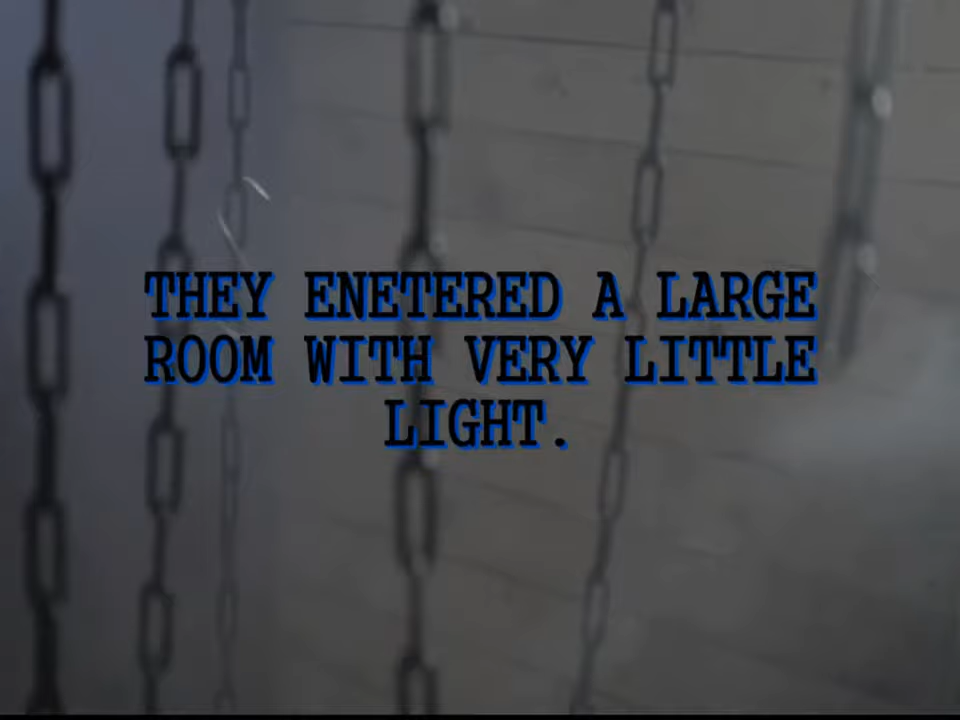 THEY ENETERED A LARGE
ROOM WITH VERY LITTLE
LIGHT.